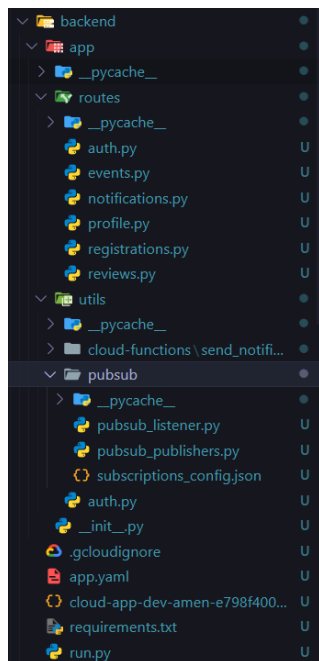 backend
app
__pycache__
routes
__pycache__
auth.py U
events.py U
notifications.py U
profile.py U
registrations.py U
reviews.py U
utils
__pycache__
cloud-functions\send_notifi...
pubsub
__pycache__
pubsub_listener.py U
pubsub_publishers.py U
subscriptions_config.json U
auth.py U
__init__.py U
.gcloudignore U
app.yaml U
cloud-app-dev-amen-e798f400... U
requirements.txt U
run.py U